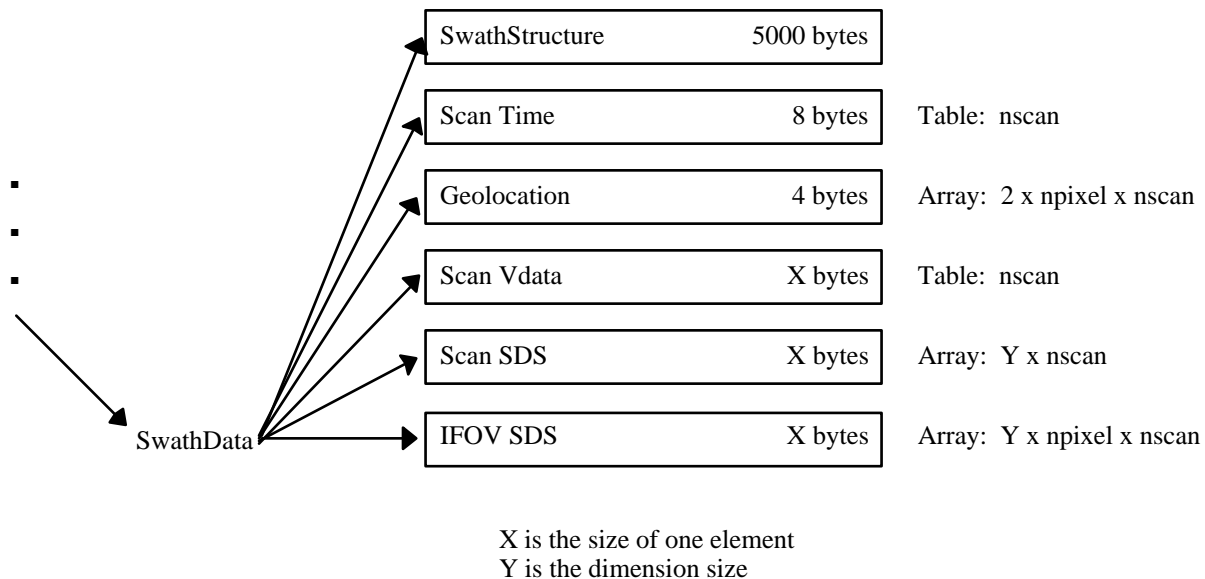 SwathStructure 5000 bytes
Scan Time 8 bytes Table: nscan
Geolocation 4 bytes Array: 2 x npixel x nscan
Scan Vdata X bytes Table: nscan
Scan SDS X bytes Array: Y x nscan
SwathData IFOV SDS X bytes Array: Y x npixel x nscan
X is the size of one element
Y is the dimension size